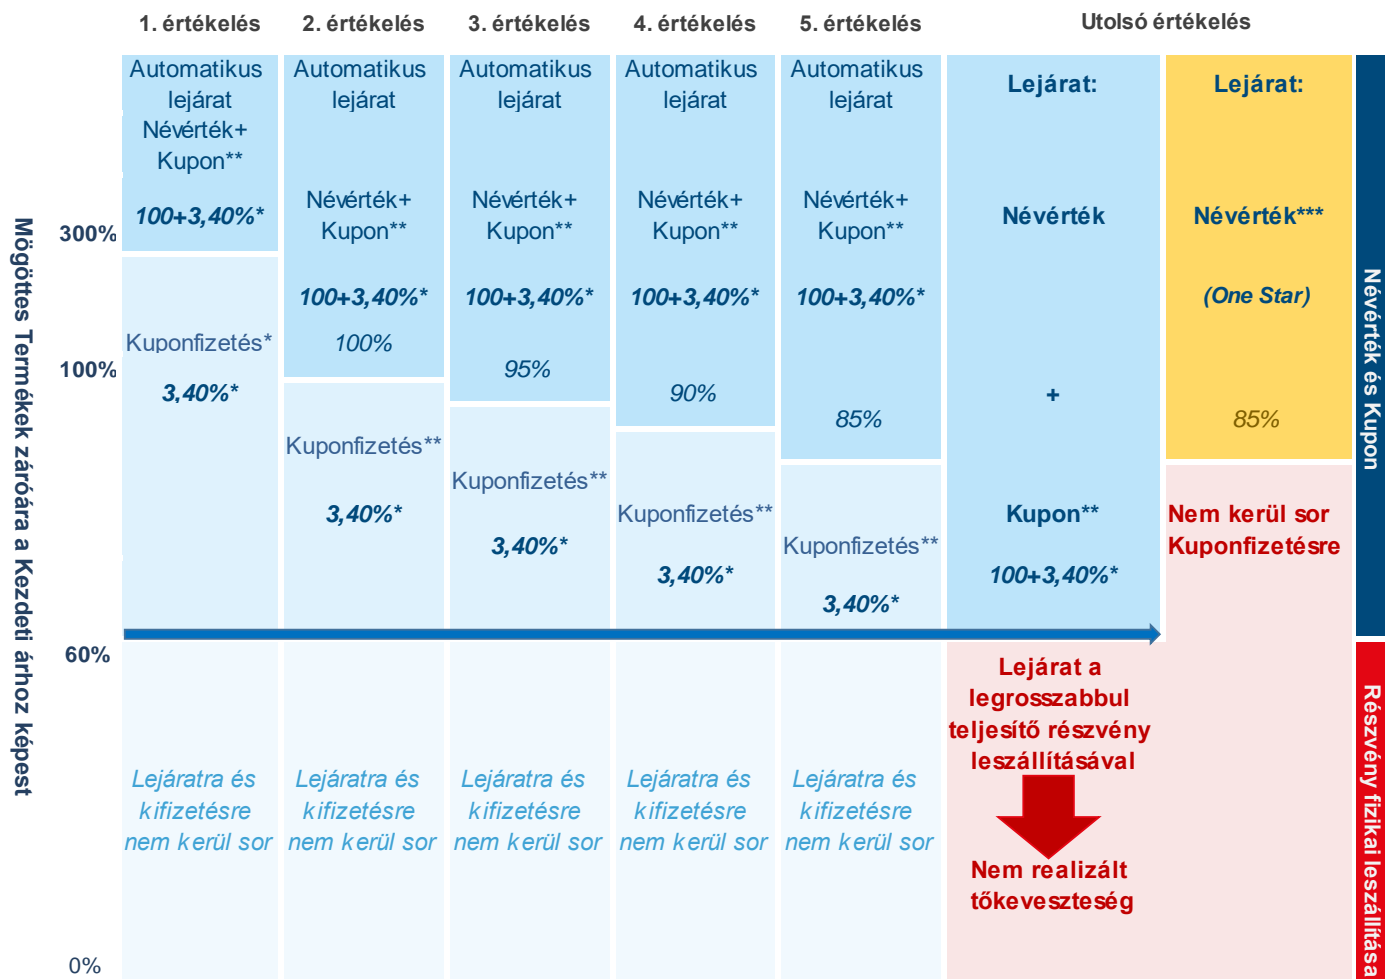 1. értékelés
2. értékelés
3. értékelés
4. értékelés
5. értékelés
Utolsó értékelés
Mögöttes Termékek záróára a Kezdeti árhoz képest
300%
100%
60%
0%
Automatikus
lejárat
Névérték+
Kupon**
100+3,40%*
Kuponfizetés*
3,40%*
Lejáratra és
kifizetésre
nem kerül sor
Automatikus
lejárat
Névérték+
Kupon**
100+3,40%*
100%
Kuponfizetés**
3,40%*
Lejáratra és
kifizetésre
nem kerül sor
Automatikus
lejárat
Névérték+
Kupon**
100+3,40%*
95%
Kuponfizetés**
3,40%*
Lejáratra és
kifizetésre
nem kerül sor
Automatikus
lejárat
Névérték+
Kupon**
100+3,40%*
90%
Kuponfizetés**
3,40%*
Lejáratra és
kifizetésre
nem kerül sor
Automatikus
lejárat
Névérték+
Kupon**
100+3,40%*
85%
Kuponfizetés**
3,40%*
Lejáratra és
kifizetésre
nem kerül sor
Lejárat:
Névérték
+
Kupon**
100+3,40%*
Lejárat a
legrosszabbul
teljesítő részvény
leszállításával
Nem realizált
tőkeveszteség
Lejárat:
Névérték***
(One Star)
85%
Nem kerül sor
Kuponfizetésre
Névérték és Kupon
Részvény fizikai leszállítása